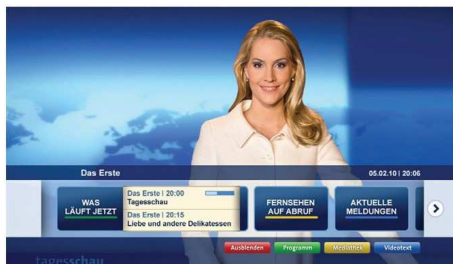 Das Erste
05.02.10 | 20:06
WAS
LÄUFT JETZT
Das Erste | 20:00
Tagesschau
Das Erste | 20:15
Liebe und andere Delikatessen
FERNSEHEN
AUF ABRUF
AKTUELLE
MELDUNGEN
Ausblenden
Programm
Mediathek
Videotext
tagesschau